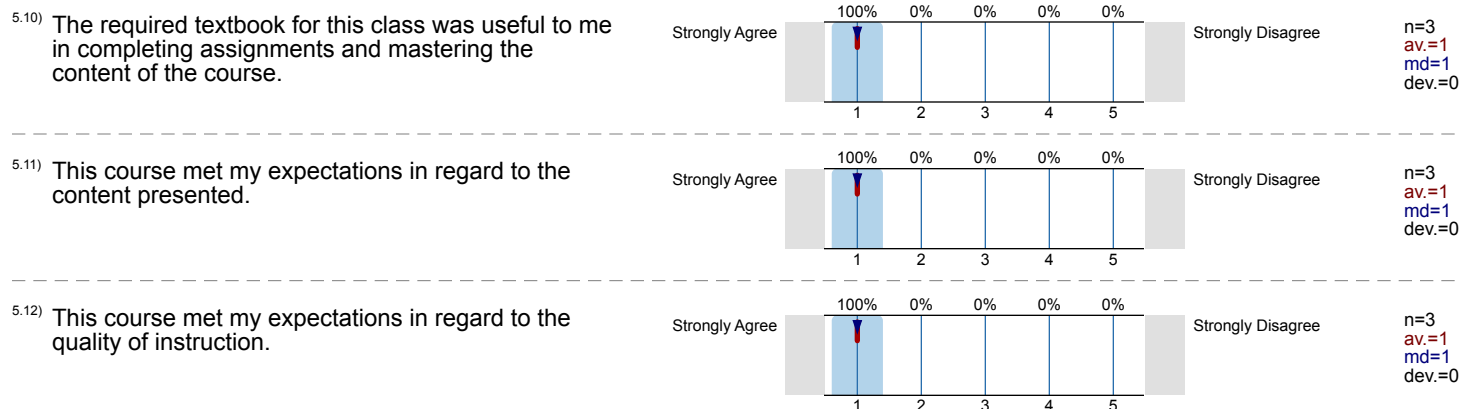 5.10) The required textbook for this class was useful to me
in completing assignments and mastering the
content of the course.
100% 0% 0% 0% 0%
Strongly Agree Strongly Disagree
1 2 3 4 5
n=3
av.=1
md=1
dev.=0
5.11) This course met my expectations in regard to the
content presented.
100% 0% 0% 0% 0%
Strongly Agree Strongly Disagree
1 2 3 4 5
n=3
av.=1
md=1
dev.=0
5.12) This course met my expectations in regard to the
quality of instruction.
100% 0% 0% 0% 0%
Strongly Agree Strongly Disagree
1 2 3 4 5
n=3
av.=1
md=1
dev.=0